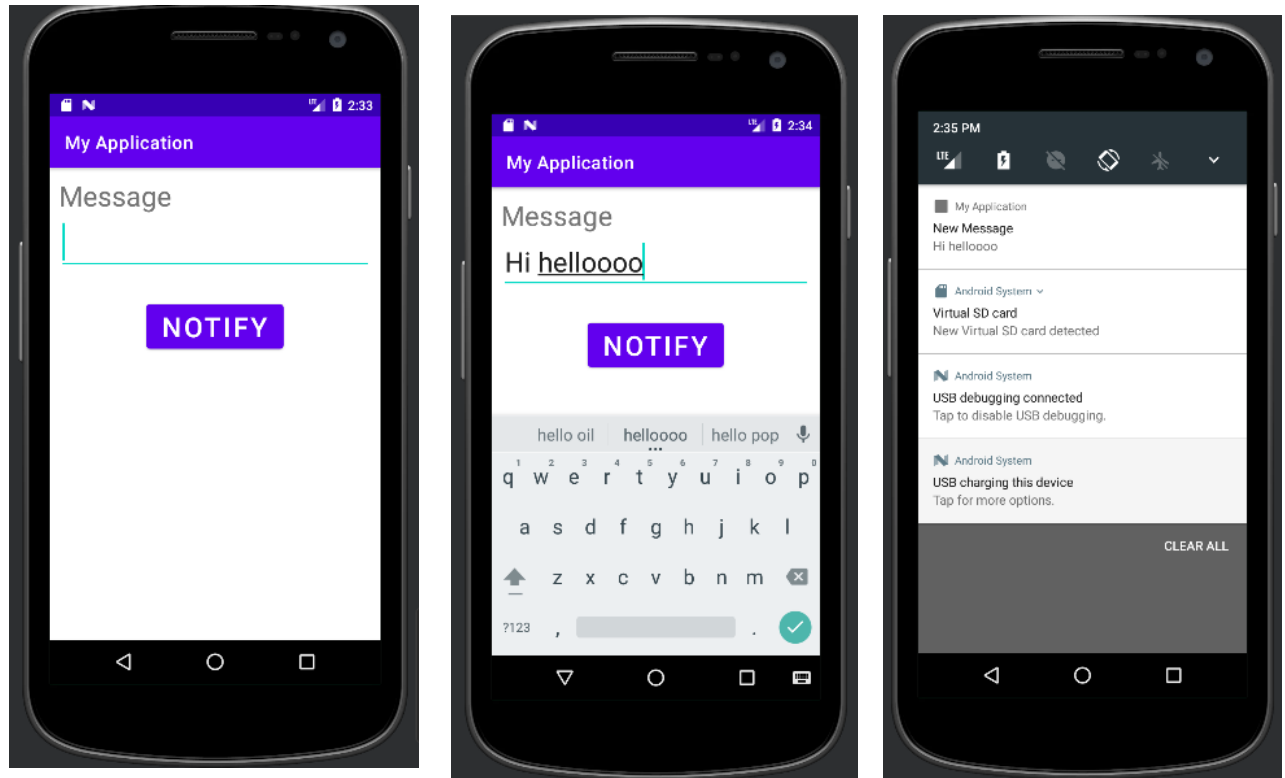 LTE 2:33
My Application
Message
NOTIFY
LTE 2:34
My Application
Message
Hi helloooo
NOTIFY
hello oil helloooo hello pop
1 2 3 4 5 6 7 8 9 0
q w e r t y u i o p
a s d f g h j k l
z x c v b n m
?123 , .
2:35 PM
LTE
My Application
New Message
Hi helloooo
Android System
Virtual SD card
New Virtual SD card detected
Android System
USB debugging connected
Tap to disable USB debugging.
Android System
USB charging this device
Tap for more options.
CLEAR ALL